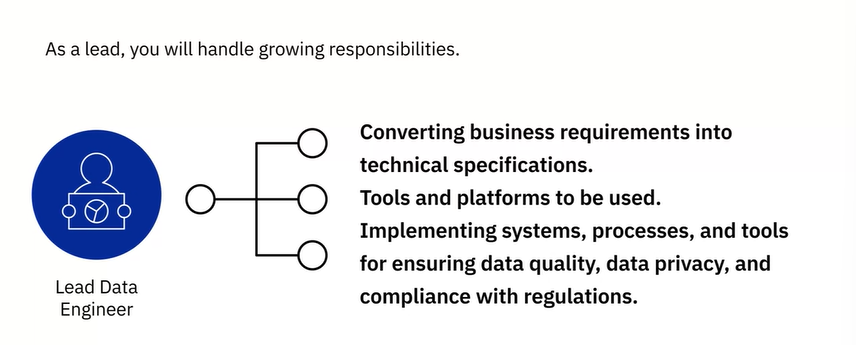 As a lead, you will handle growing responsibilities.
Converting business requirements into
technical specifications.
Tools and platforms to be used.
Implementing systems, processes, and tools
for ensuring data quality, data privacy, and
compliance with regulations.
Lead Data
Engineer